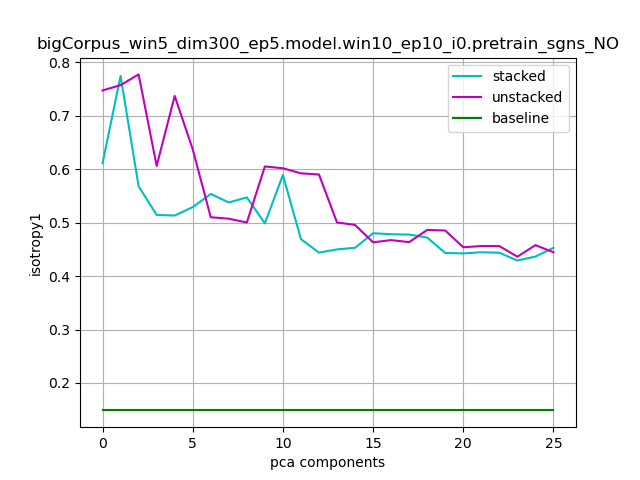 bigCorpus_win5_dim300_ep5.model.win10_ep10_i0.pretrain_sgns_NO
stacked
unstacked
baseline
isotropy1
0.8
0.7
0.6
0.5
0.4
0.3
0.2
0
5
10
15
20
25
pca components